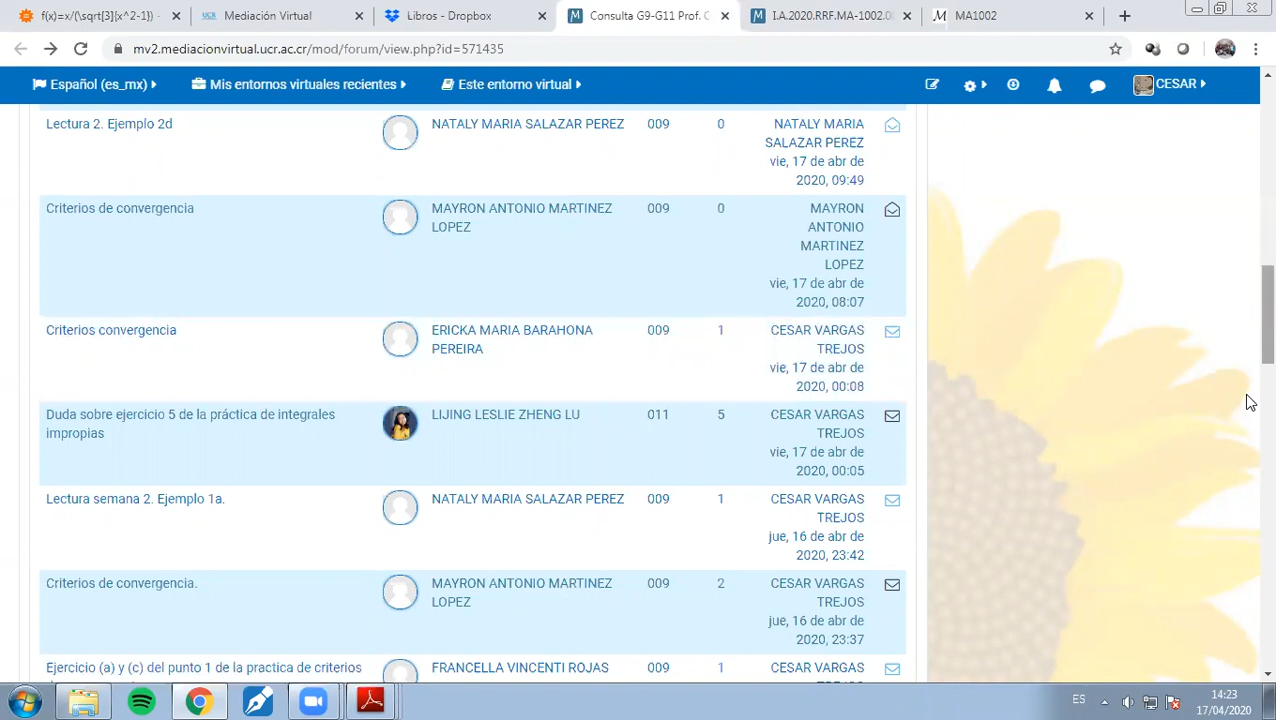 f(x)=x/(\sqrt[3]{x^2-1}) -
UCR Mediación Virtual
Libros - Dropbox
M Consulta G9-G11 Prof. C
M I.A.2020.RRF.MA-1002.0
M MA1002
mv2.mediacionvirtual.ucr.ac.cr/mod/forum/view.php?id=571435
Español (es_mx) Mis entornos virtuales recientes Este entorno virtual CESAR
Lectura 2. Ejemplo 2d NATALY MARIA SALAZAR PEREZ 009 0 NATALY MARIA
SALAZAR PEREZ
vie, 17 de abr de
2020, 09:49
Criterios de convergencia MAYRON ANTONIO MARTINEZ 009 0 MAYRON
LOPEZ ANTONIO
MARTINEZ
LOPEZ
vie, 17 de abr de
2020, 08:07
Criterios convergencia ERICKA MARIA BARAHONA 009 1 CESAR VARGAS
PEREIRA TREJOS
vie, 17 de abr de
2020, 00:08
Duda sobre ejercicio 5 de la práctica de integrales LIJING LESLIE ZHENG LU 011 5 CESAR VARGAS
impropias TREJOS
vie, 17 de abr de
2020, 00:05
Lectura semana 2. Ejemplo 1a. NATALY MARIA SALAZAR PEREZ 009 1 CESAR VARGAS
TREJOS
jue, 16 de abr de
2020, 23:42
Criterios de convergencia. MAYRON ANTONIO MARTINEZ 009 2 CESAR VARGAS
LOPEZ TREJOS
jue, 16 de abr de
2020, 23:37
Ejercicio (a) y (c) del punto 1 de la practica de criterios FRANCELLA VINCENTI ROJAS 009 1 CESAR VARGAS
ES 14:23
17/04/2020